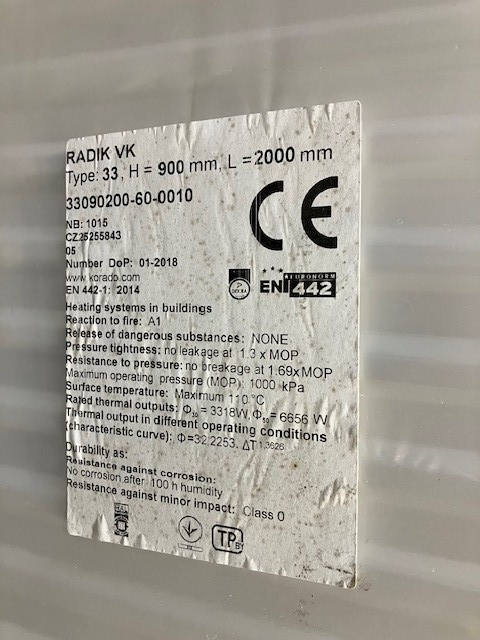 RADIK VK
Type: 33, H = 900 mm, L = 2000 mm
33090200-60-0010
CE
NB: 1015
CZ25255843
05
Number DoP: 01-2018
www.korado.com
EN 442-1: 2014
EURONORM
EN 442
Heating systems in buildings
Reaction to fire: A1
Release of dangerous substances: NONE
Pressure tightness: no leakage at 1.3 x MOP
Resistance to pressure: no breakage at 1.69x MOP
Maximum operating pressure (MOP): 1000 kPa
Surface temperature: Maximum 110 °C
Rated thermal outputs: Φ₃₀ = 3318W, Φ₅₀= 6656 W
Thermal output in different operating conditions
(characteristic curve): Φ=32,2253. ΔT^1,3626
Durability as:
Resistance against corrosion:
No corrosion after 100 h humidity
Resistance against minor impact: Class 0
TP